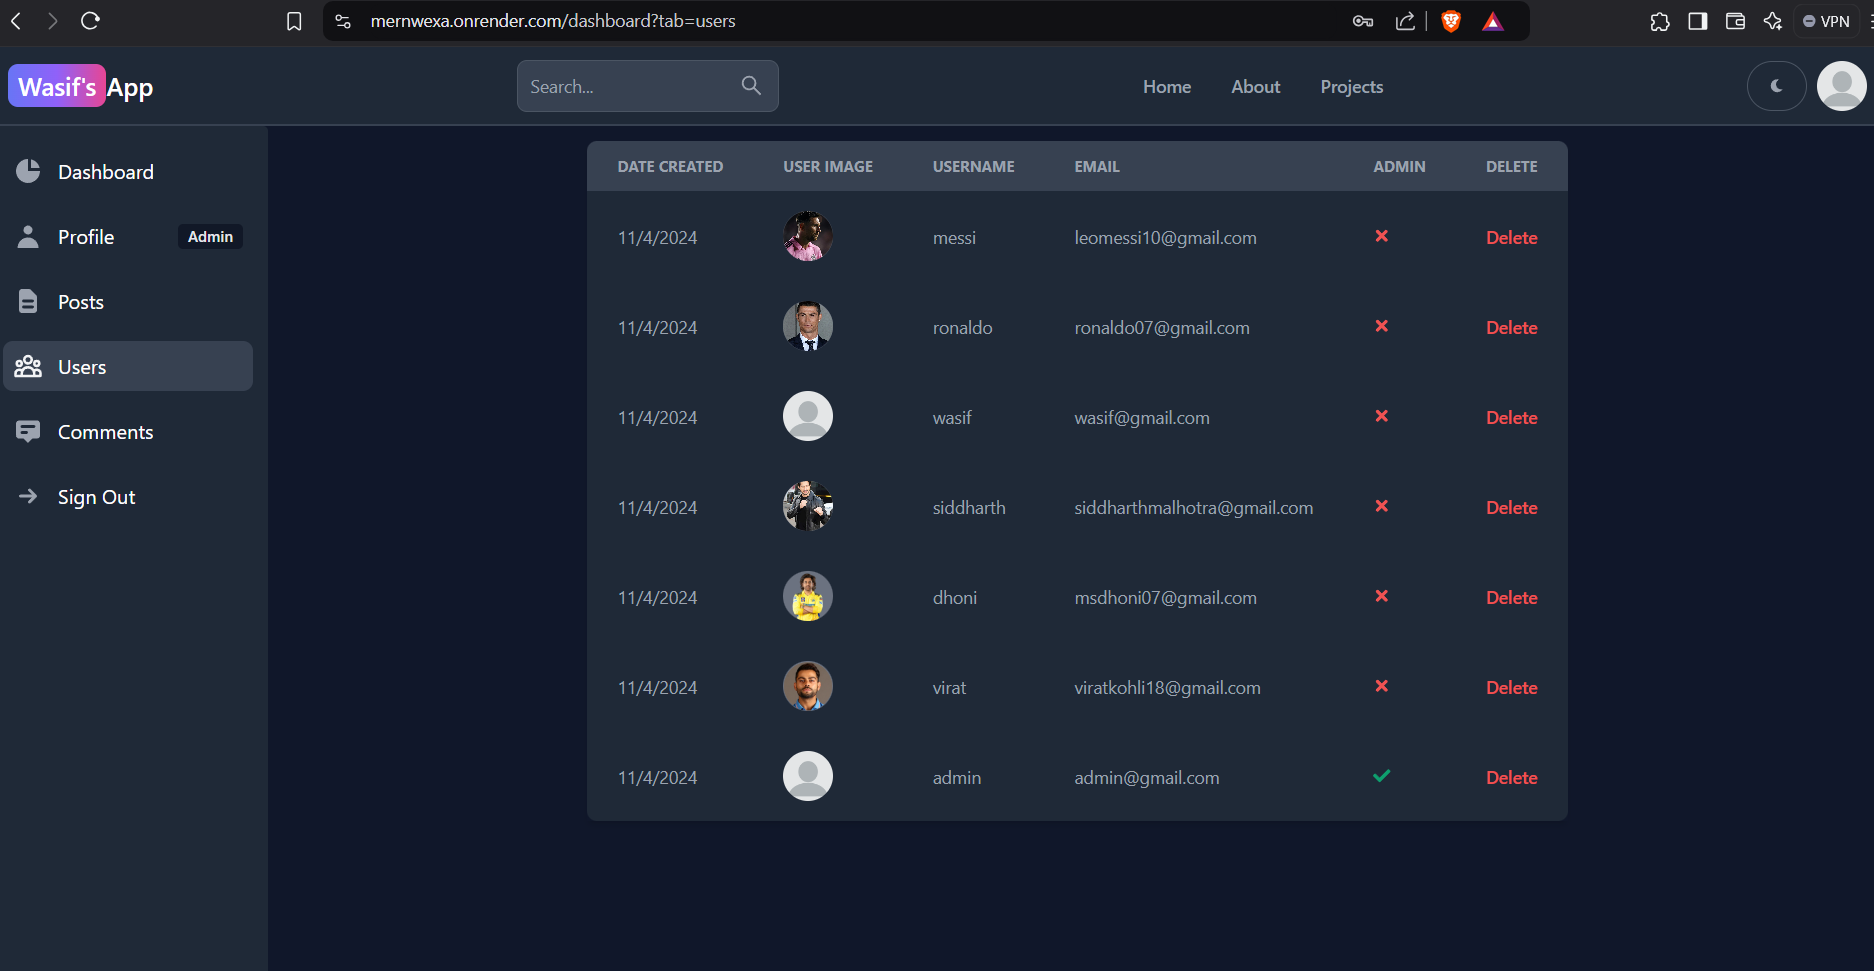 mernwexa.onrender.com/dashboard?tab=users
VPN
Wasif's App
Search...
Home About Projects
Dashboard
Profile Admin
Posts
Users
Comments
Sign Out
DATE CREATED USER IMAGE USERNAME EMAIL ADMIN DELETE
11/4/2024 messi leomessi10@gmail.com Delete
11/4/2024 ronaldo ronaldo07@gmail.com Delete
11/4/2024 wasif wasif@gmail.com Delete
11/4/2024 siddharth siddharthmalhotra@gmail.com Delete
11/4/2024 dhoni msdhoni07@gmail.com Delete
11/4/2024 virat viratkohli18@gmail.com Delete
11/4/2024 admin admin@gmail.com Delete